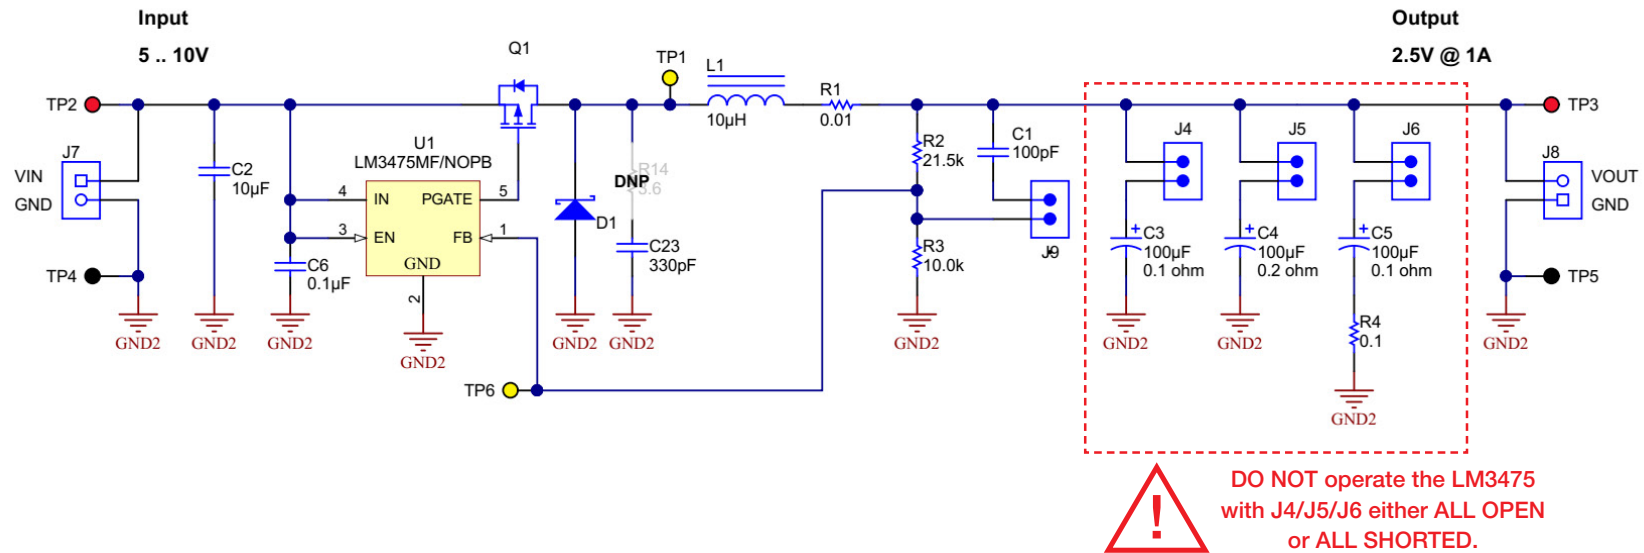 Input
5 .. 10V
Output
2.5V @ 1A
Q1
TP1
L1
10µH
R1
0.01
TP2
TP3
J7
VIN
GND
C2
10µF
U1
LM3475MF/NOPB
4
IN
PGATE
5
3
EN
FB
1
GND
2
C6
0.1µF
D1
R14
3.6
DNP
C23
330pF
R2
21.5k
C1
100pF
R3
10.0k
J9
J4
J5
J6
+
C3
100µF
0.1 ohm
+
C4
100µF
0.2 ohm
+
C5
100µF
0.1 ohm
R4
0.1
J8
VOUT
GND
TP4
TP5
GND2
GND2
GND2
GND2
GND2
GND2
GND2
GND2
GND2
GND2
GND2
TP6
!
DO NOT operate the LM3475
with J4/J5/J6 either ALL OPEN
or ALL SHORTED.